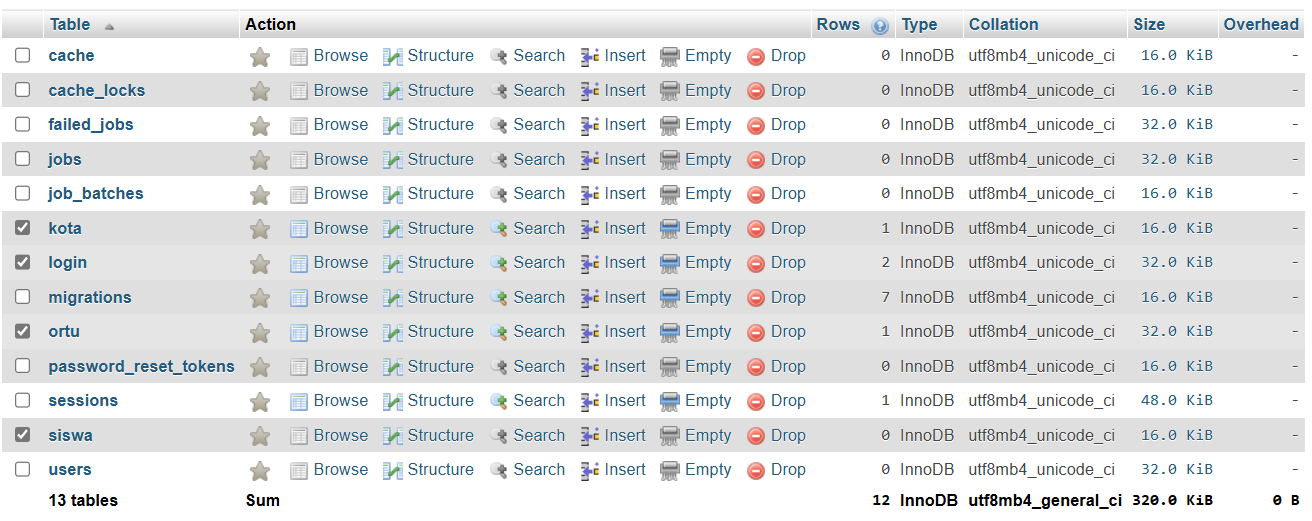 Table Action Rows Type Collation Size Overhead
cache Browse Structure Search Insert Empty Drop 0 InnoDB utf8mb4_unicode_ci 16.0 KiB -
cache_locks Browse Structure Search Insert Empty Drop 0 InnoDB utf8mb4_unicode_ci 16.0 KiB -
failed_jobs Browse Structure Search Insert Empty Drop 0 InnoDB utf8mb4_unicode_ci 32.0 KiB -
jobs Browse Structure Search Insert Empty Drop 0 InnoDB utf8mb4_unicode_ci 32.0 KiB -
job_batches Browse Structure Search Insert Empty Drop 0 InnoDB utf8mb4_unicode_ci 16.0 KiB -
kota Browse Structure Search Insert Empty Drop 1 InnoDB utf8mb4_unicode_ci 16.0 KiB -
login Browse Structure Search Insert Empty Drop 2 InnoDB utf8mb4_unicode_ci 32.0 KiB -
migrations Browse Structure Search Insert Empty Drop 7 InnoDB utf8mb4_unicode_ci 16.0 KiB -
ortu Browse Structure Search Insert Empty Drop 1 InnoDB utf8mb4_unicode_ci 32.0 KiB -
password_reset_tokens Browse Structure Search Insert Empty Drop 0 InnoDB utf8mb4_unicode_ci 16.0 KiB -
sessions Browse Structure Search Insert Empty Drop 1 InnoDB utf8mb4_unicode_ci 48.0 KiB -
siswa Browse Structure Search Insert Empty Drop 0 InnoDB utf8mb4_unicode_ci 16.0 KiB -
users Browse Structure Search Insert Empty Drop 0 InnoDB utf8mb4_unicode_ci 32.0 KiB -
13 tables Sum 12 InnoDB utf8mb4_general_ci 320.0 KiB 0 B